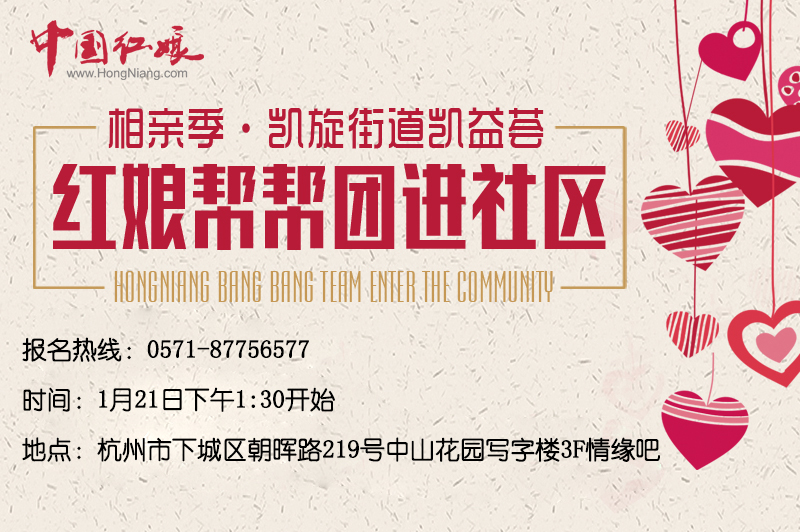 中国红娘
www.HongNiang.com
相亲季·凯旋街道凯益荟
红娘帮帮团进社区
HONGNIANG BANG BANG TEAM ENTER THE COMMUNITY
报名热线：0571-87756577
时间：1月21日下午1:30开始
地点：杭州市下城区朝晖路219号中山花园写字楼3F情缘吧